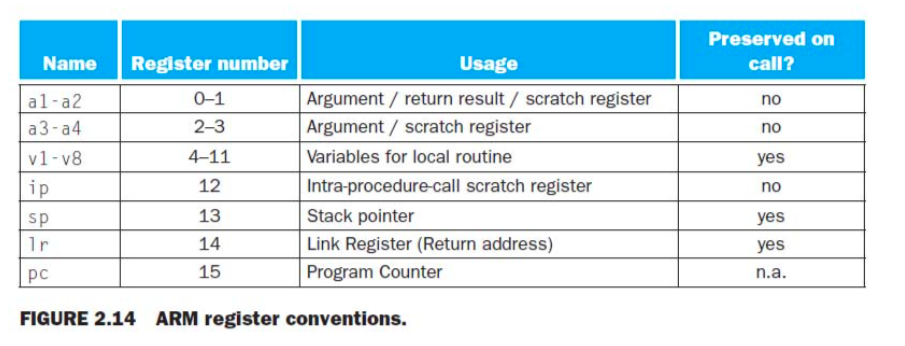 Name Register number Usage Preserved on call?
a1-a2 0–1 Argument / return result / scratch register no
a3-a4 2–3 Argument / scratch register no
v1-v8 4–11 Variables for local routine yes
ip 12 Intra-procedure-call scratch register no
sp 13 Stack pointer yes
lr 14 Link Register (Return address) yes
pc 15 Program Counter n.a.
FIGURE 2.14 ARM register conventions.